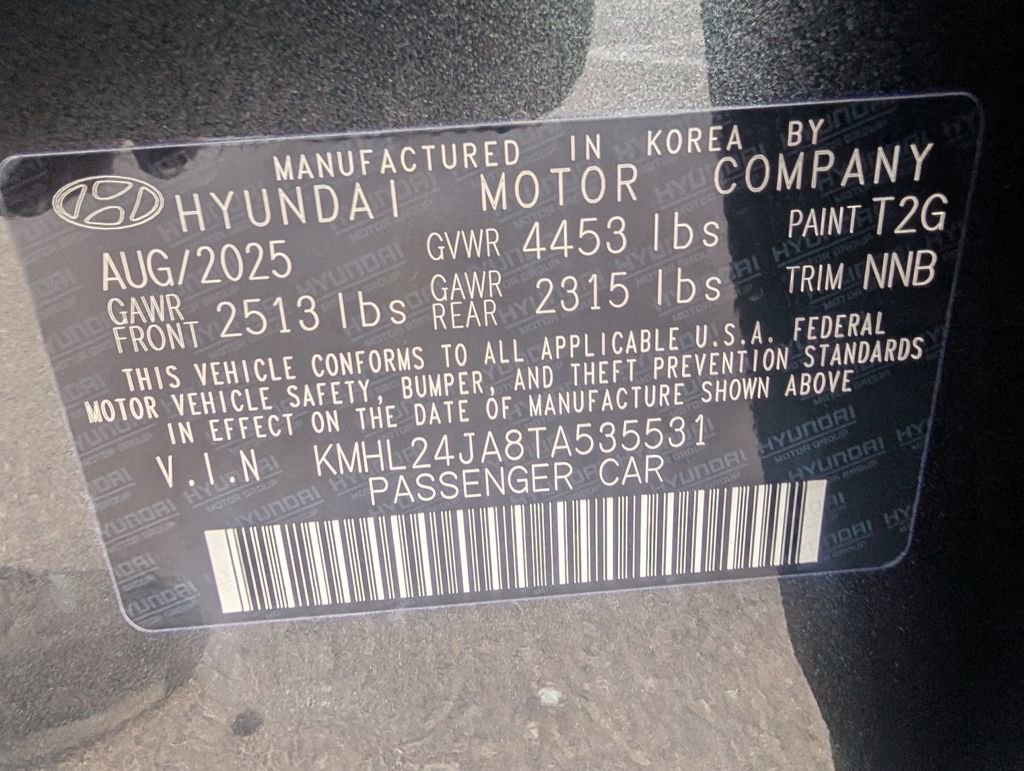 MANUFACTURED IN KOREA BY
HYUNDAI MOTOR COMPANY
AUG/2025 GVWR 4453 lbs PAINT T2G
GAWR FRONT 2513 lbs GAWR REAR 2315 lbs TRIM NNB
THIS VEHICLE CONFORMS TO ALL APPLICABLE U.S.A. FEDERAL
MOTOR VEHICLE SAFETY, BUMPER, AND THEFT PREVENTION STANDARDS
IN EFFECT ON THE DATE OF MANUFACTURE SHOWN ABOVE
V.I.N KMHL24JA8TA535531
PASSENGER CAR